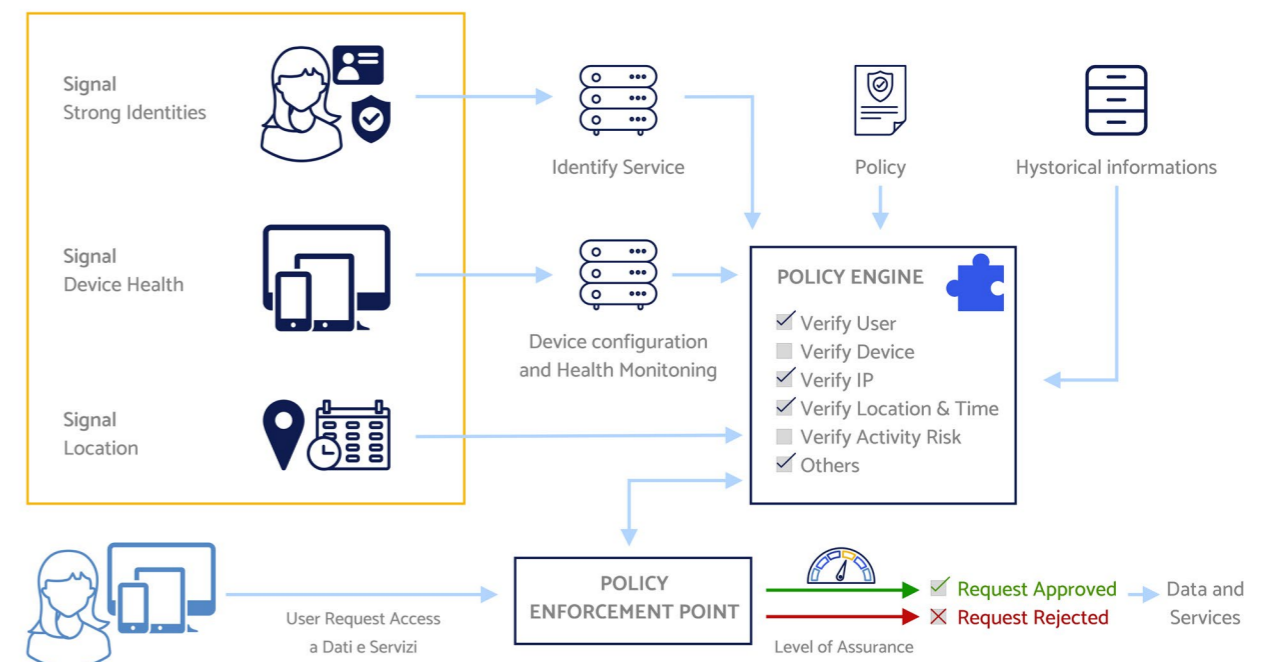 Signal
Strong Identities
Identify Service
Policy
Hystorical informations
Signal
Device Health
Device configuration
and Health Monitoning
POLICY ENGINE
Verify User
Verify Device
Verify IP
Verify Location & Time
Verify Activity Risk
Others
Signal
Location
User Request Access
a Dati e Servizi
POLICY
ENFORCEMENT POINT
Level of Assurance
Request Approved
Request Rejected
Data and
Services